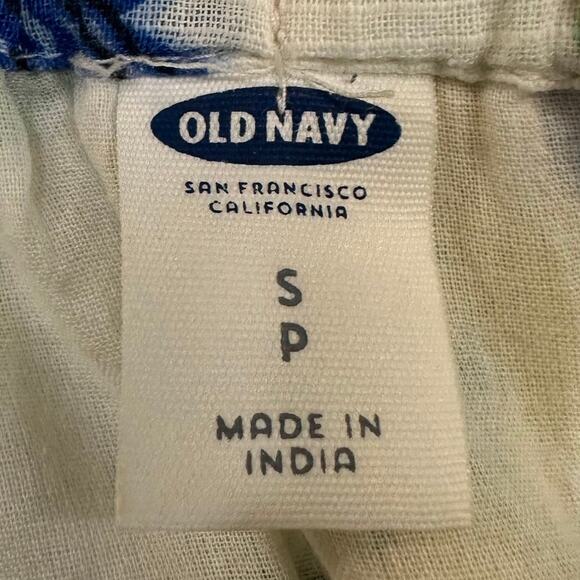 OLD NAVY
SAN FRANCISCO
CALIFORNIA
S
P
MADE IN
INDIA